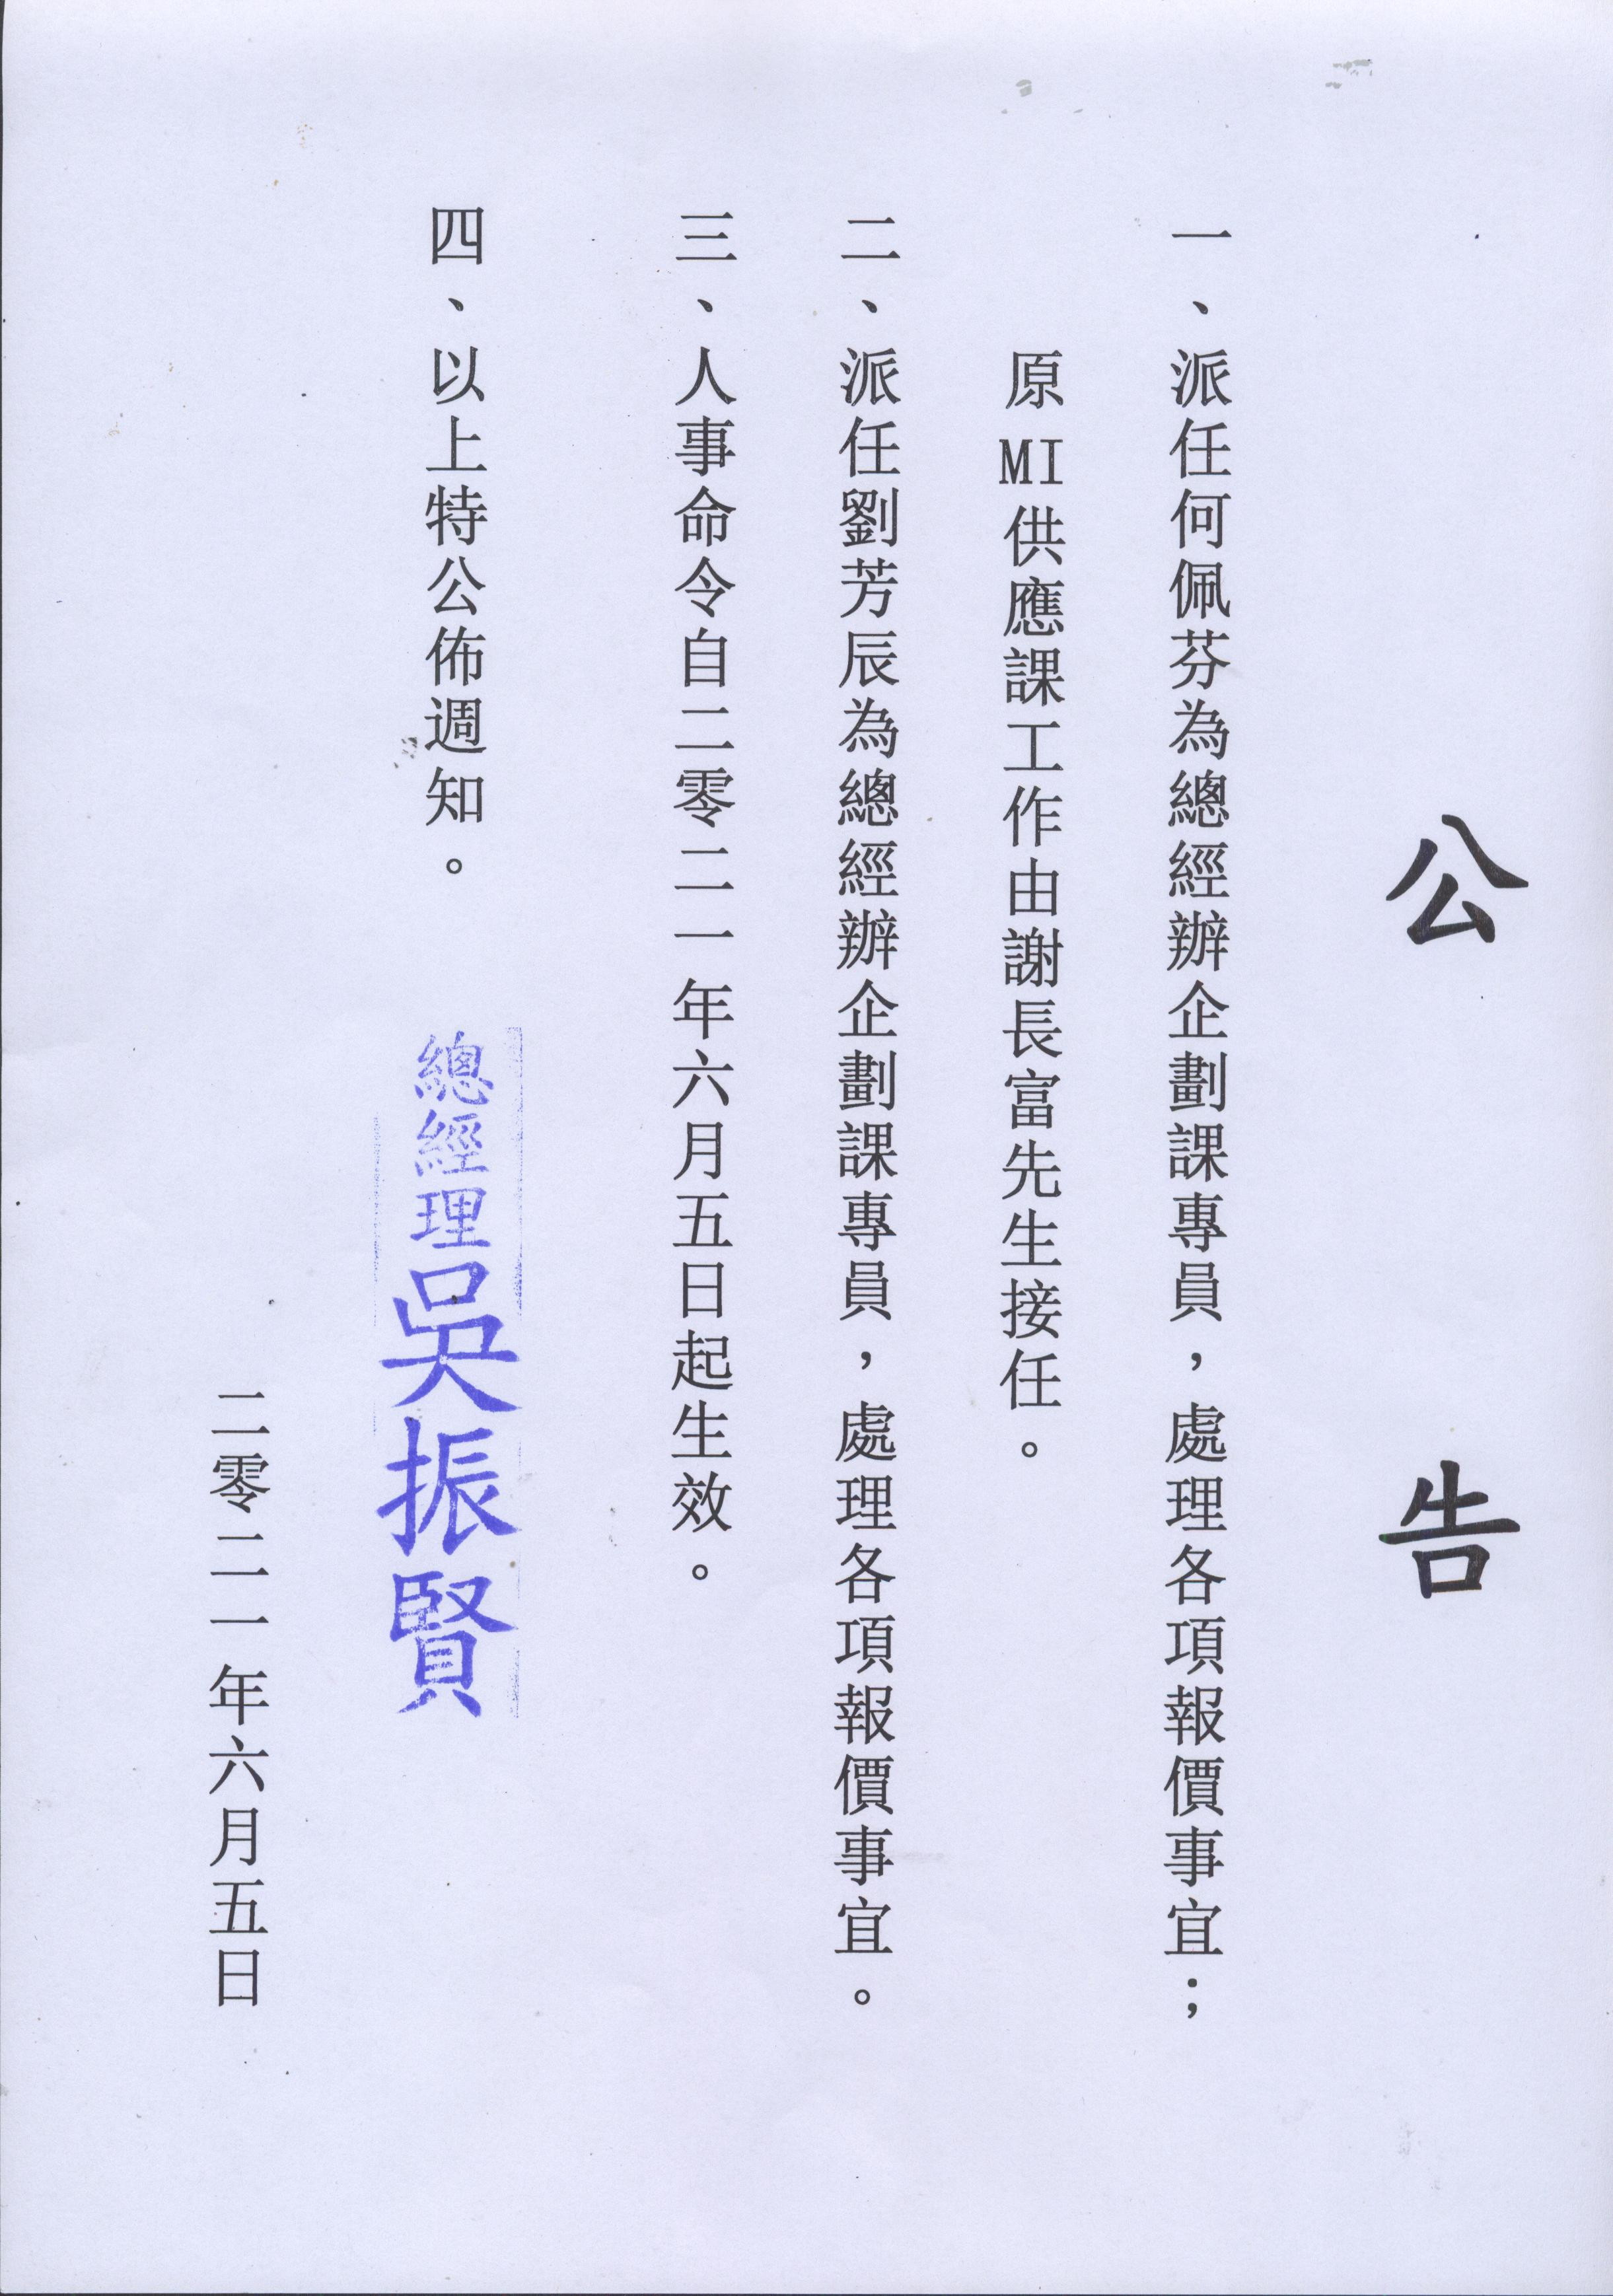 公告
一、派任何佩芬為總經辦企劃課專員，處理各項報價事宜；
原MI供應課工作由謝長富先生接任。
二、派任劉芳辰為總經辦企劃課專員，處理各項報價事宜。
三、人事命令自二零二一年六月五日起生效。
四、以上特公佈週知。
總經理吳振賢
二零二一年六月五日